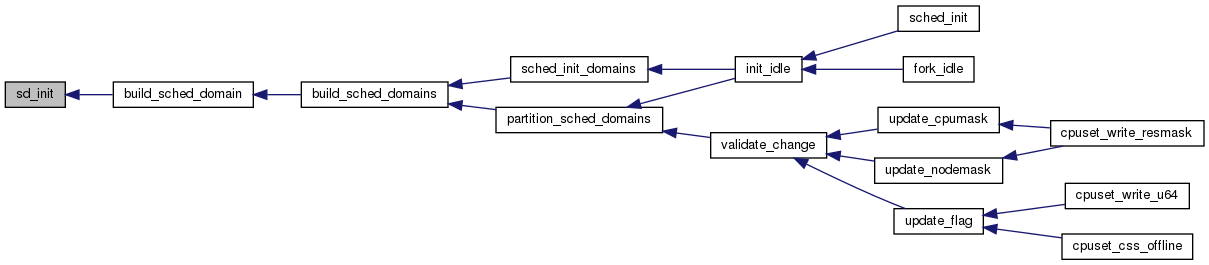 sched_init
sched_init_domains
init_idle
fork_idle
sd_init
build_sched_domain
build_sched_domains
partition_sched_domains
update_cpumask
cpuset_write_resmask
validate_change
update_nodemask
cpuset_write_u64
update_flag
cpuset_css_offline